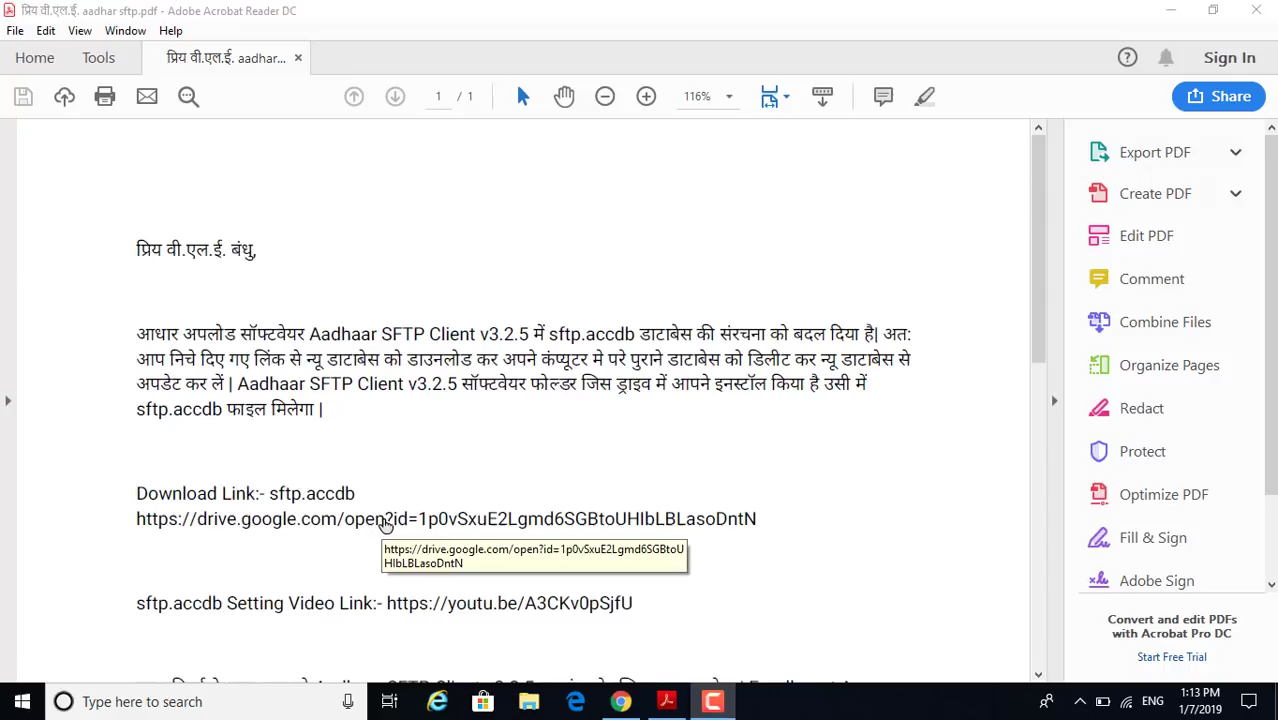 प्रिय वी.एल.ई. aadhar sftp.pdf - Adobe Acrobat Reader DC
File Edit View Window Help
Home Tools प्रिय वी.एल.ई. aadhar... × Sign In
1 / 1 116% Share
Export PDF
Create PDF
Edit PDF
Comment
Combine Files
Organize Pages
Redact
Protect
Optimize PDF
Fill & Sign
Adobe Sign
Convert and edit PDFs
with Acrobat Pro DC
Start Free Trial
प्रिय वी.एल.ई. बंधु,
आधार अपलोड सॉफ्टवेयर Aadhaar SFTP Client v3.2.5 में sftp.accdb डाटाबेस की संरचना को बदल दिया है| अत:
आप निचे दिए गए लिंक से न्यू डाटाबेस को डाउनलोड कर अपने कंप्यूटर मे परे पुराने डाटाबेस को डिलीट कर न्यू डाटाबेस से
अपडेट कर लें | Aadhaar SFTP Client v3.2.5 सॉफ्टवेयर फोल्डर जिस ड्राइव में आपने इनस्टॉल किया है उसी में
sftp.accdb फाइल मिलेगा |
Download Link:- sftp.accdb
https://drive.google.com/open?id=1p0vSxuE2Lgmd6SGBtoUHIbLBLasoDntN
https://drive.google.com/open?id=1p0vSxuE2Lgmd6SGBtoU
HIbLBLasoDntN
sftp.accdb Setting Video Link:- https://youtu.be/A3CKv0pSjfU
Type here to search
ENG
1:13 PM
1/7/2019